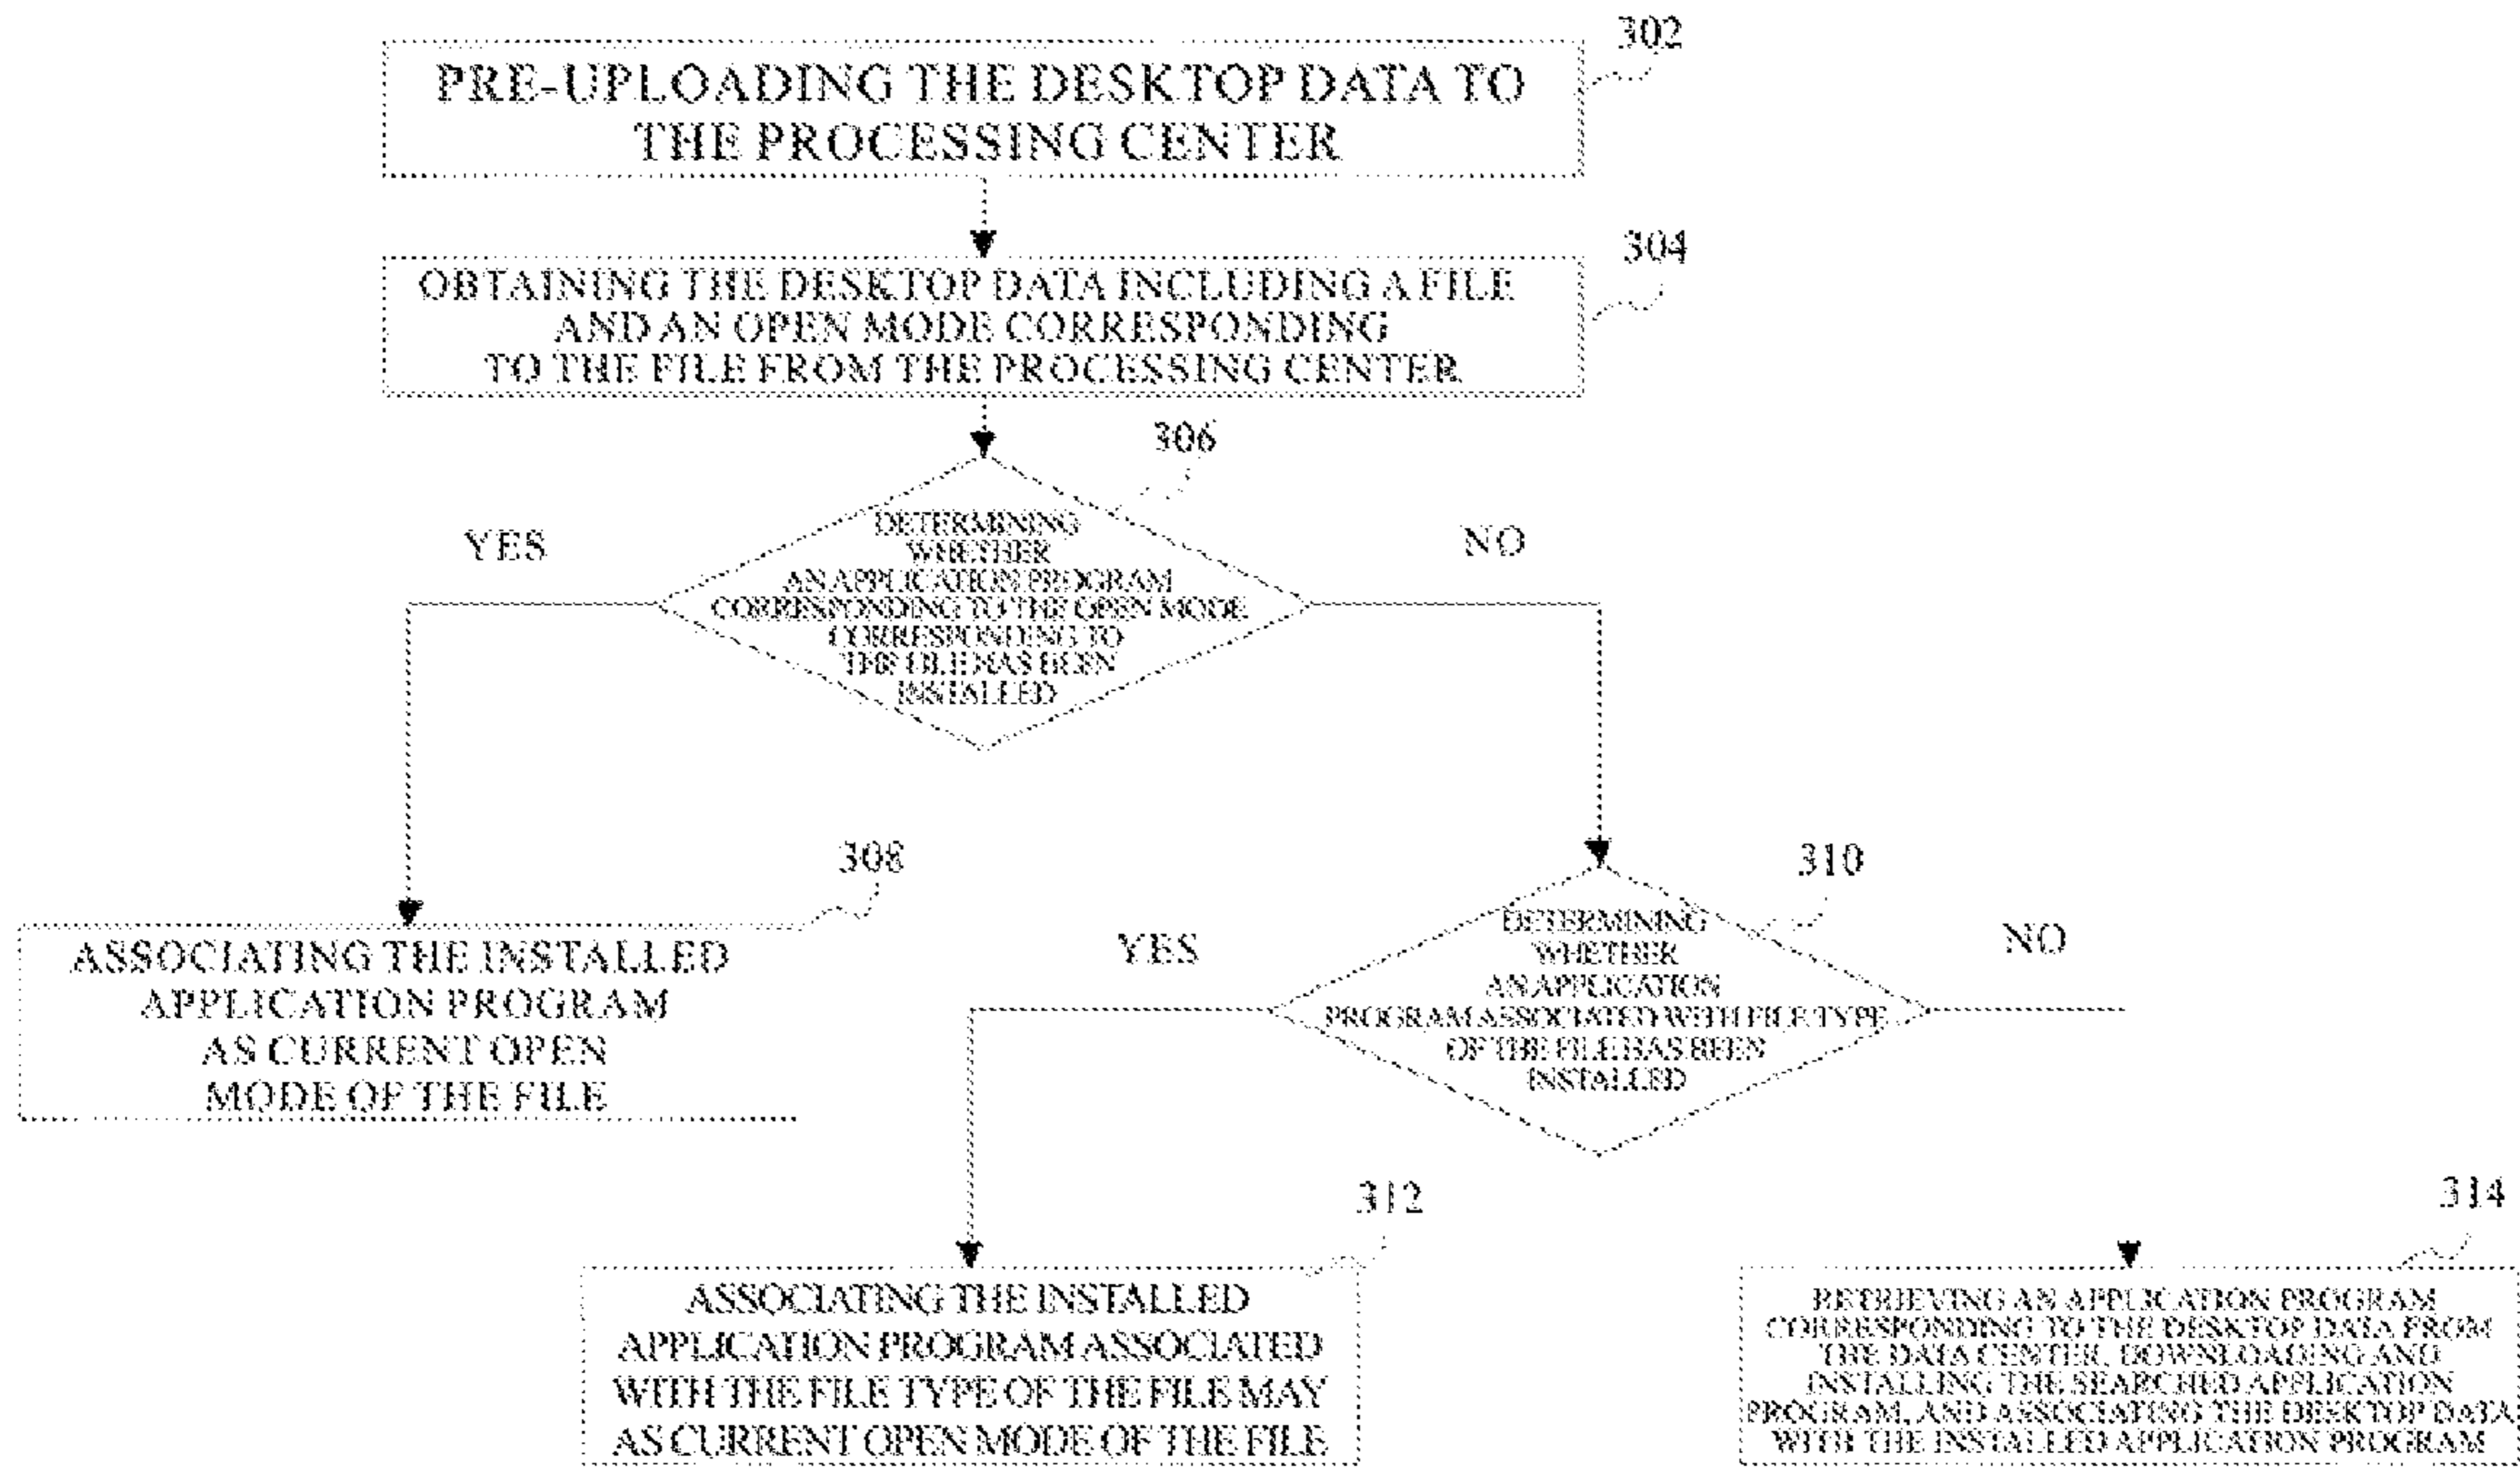 302
PRE-UPLOADING THE DESKTOP DATA TO
THE PROCESSING CENTER
304
OBTAINING THE DESKTOP DATA INCLUDING A FILE
AND AN OPEN MODE CORRESPONDING
TO THE FILE FROM THE PROCESSING CENTER
306
YES
NO
DETERMINING
WHETHER
AN APPLICATION PROGRAM
CORRESPONDING TO THE OPEN MODE
CORRESPONDING TO
THE FILE HAS BEEN
INSTALLED
308
ASSOCIATING THE INSTALLED
APPLICATION PROGRAM
AS CURRENT OPEN
MODE OF THE FILE
310
YES
NO
DETERMINING
WHETHER
AN APPLICATION
PROGRAM ASSOCIATED WITH FILE TYPE
OF THE FILE HAS BEEN
INSTALLED
312
ASSOCIATING THE INSTALLED
APPLICATION PROGRAM ASSOCIATED
WITH THE FILE TYPE OF THE FILE MAY
AS CURRENT OPEN MODE OF THE FILE
314
RETRIEVING AN APPLICATION PROGRAM
CORRESPONDING TO THE DESKTOP DATA FROM
THE DATA CENTER, DOWNLOADING AND
INSTALLING THE SEARCHED APPLICATION
PROGRAM, AND ASSOCIATING THE DESKTOP DATA
WITH THE INSTALLED APPLICATION PROGRAM